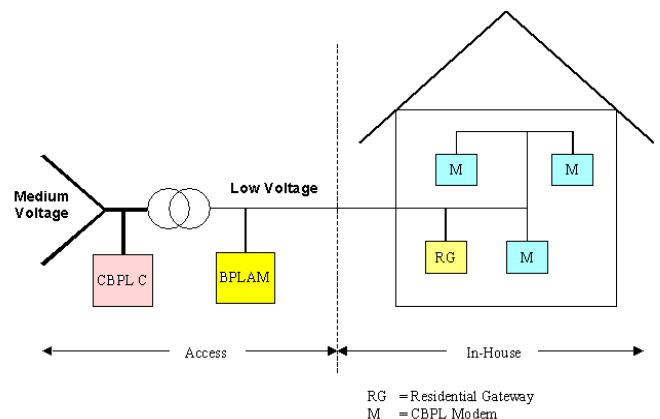 M
M
Low Voltage
Medium
Voltage
CBPL C
BPLAM
RG
M
Access
In-House
RG = Residential Gateway
M = CBPL Modem